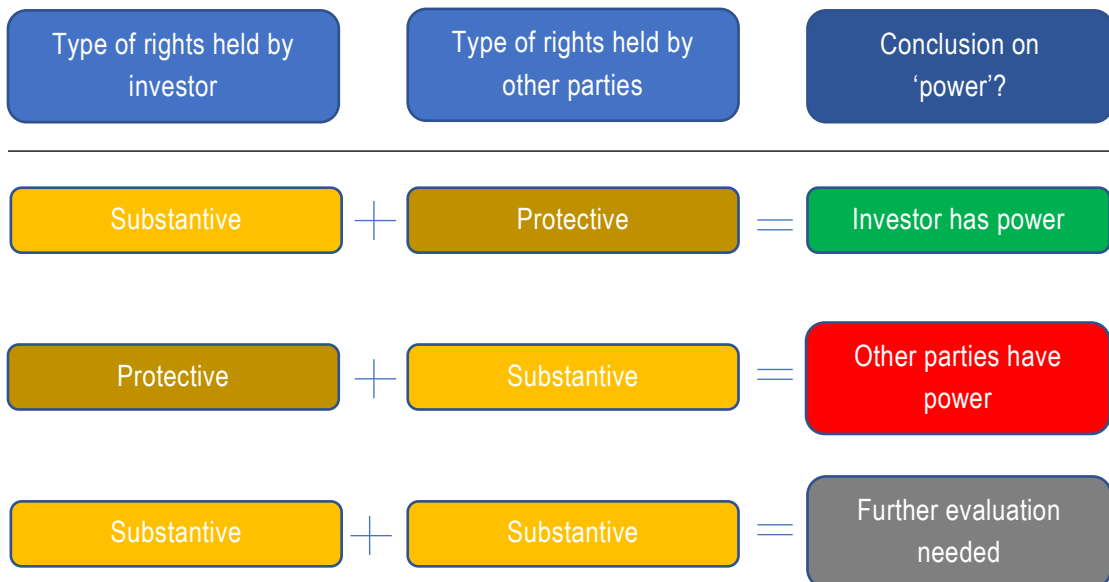 Type of rights held by
investor
Type of rights held by
other parties
Conclusion on
‘power’?
Substantive
Protective
Investor has power
Protective
Substantive
Other parties have
power
Substantive
Substantive
Further evaluation
needed